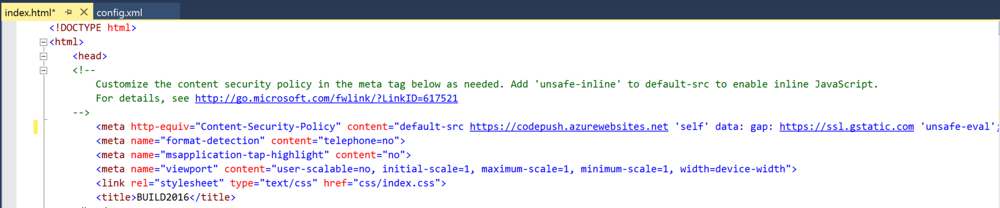 index.html* config.xml
<!DOCTYPE html>
<html>
<head>
<!--
Customize the content security policy in the meta tag below as needed. Add 'unsafe-inline' to default-src to enable inline JavaScript.
For details, see http://go.microsoft.com/fwlink/?LinkID=617521
-->
<meta http-equiv="Content-Security-Policy" content="default-src https://codepush.azurewebsites.net 'self' data: gap: https://ssl.gstatic.com 'unsafe-eval';
<meta name="format-detection" content="telephone=no">
<meta name="msapplication-tap-highlight" content="no">
<meta name="viewport" content="user-scalable=no, initial-scale=1, maximum-scale=1, minimum-scale=1, width=device-width">
<link rel="stylesheet" type="text/css" href="css/index.css">
<title>BUILD2016</title>